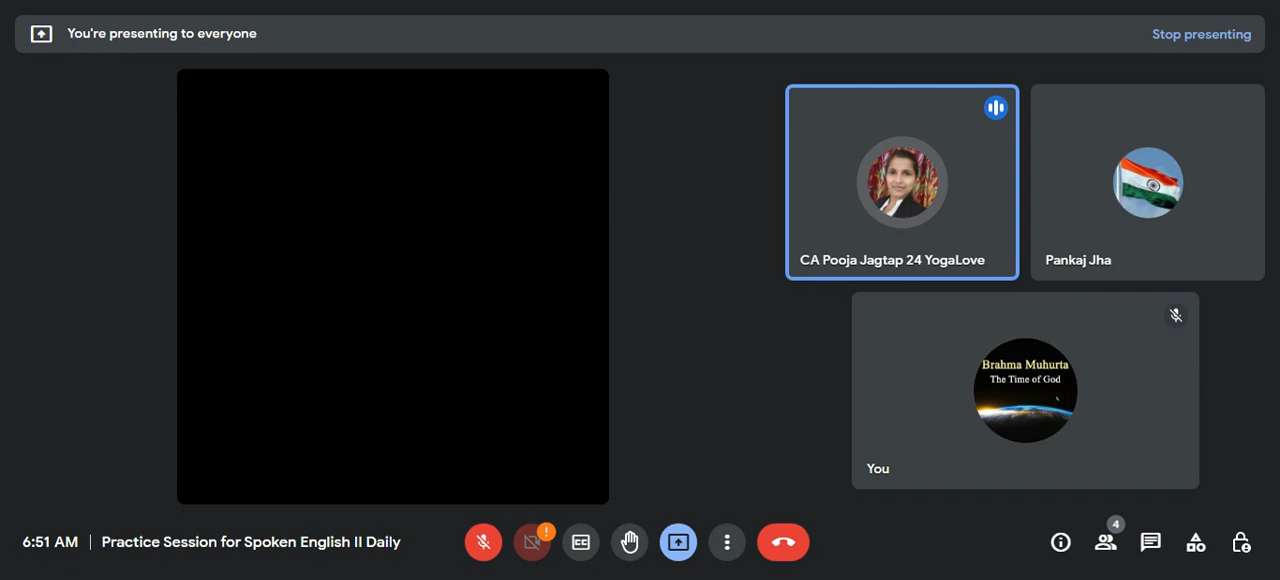 You're presenting to everyone
Stop presenting
CA Pooja Jagtap 24 YogaLove
Pankaj Jha
Brahma Muhurta
The Time of God
You
4
6:51 AM | Practice Session for Spoken English II Daily
!
CC